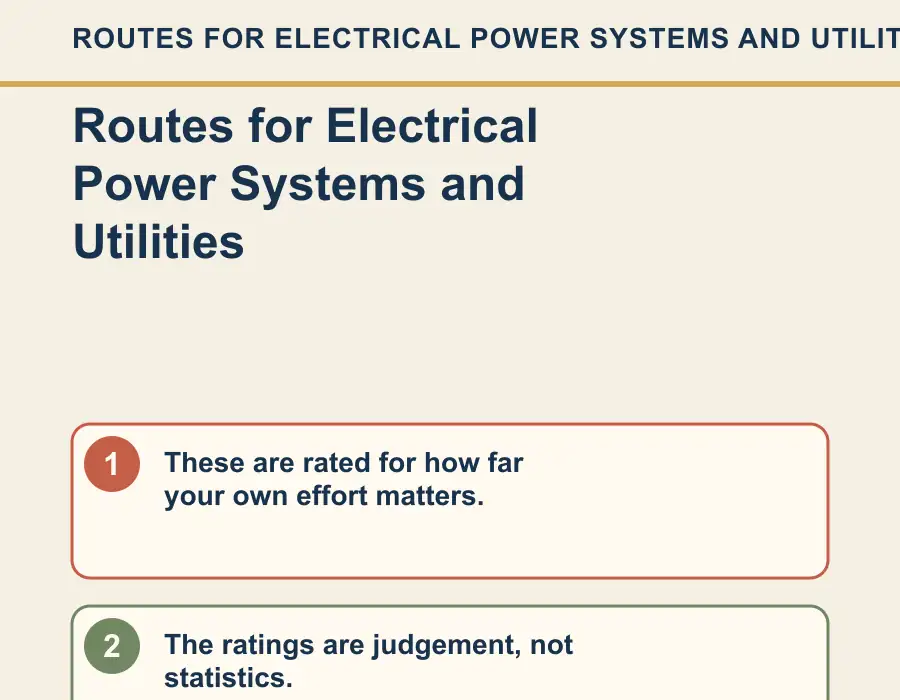 ROUTES FOR ELECTRICAL POWER SYSTEMS AND UTILIT
Routes for Electrical
Power Systems and
Utilities
1
These are rated for how far
your own effort matters.
2
The ratings are judgement, not
statistics.